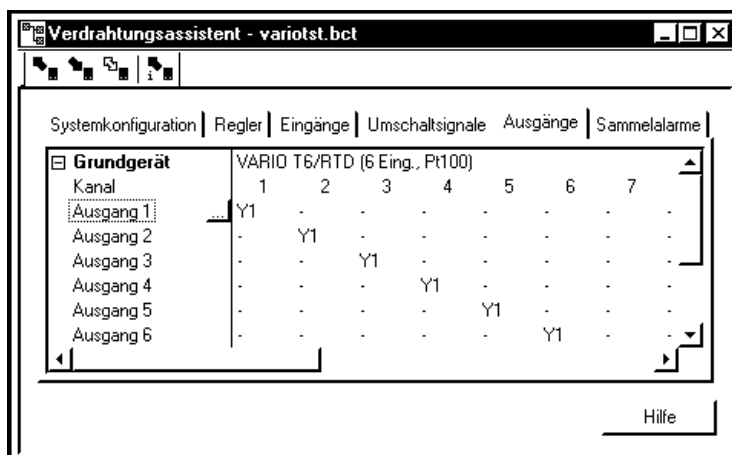 Verdrahtungsassistent - variotst.bct
Systemkonfiguration Regler Eingänge Umschaltsignale Ausgänge Sammelalarme
Grundgerät VARIO T6/RTD (6 Eing., Pt100)
Kanal 1 2 3 4 5 6 7
Ausgang 1 ... Y1 - - - - - - -
Ausgang 2 - Y1 - - - - - -
Ausgang 3 - - Y1 - - - - -
Ausgang 4 - - - Y1 - - - -
Ausgang 5 - - - - Y1 - - -
Ausgang 6 - - - - - Y1 - -
Hilfe